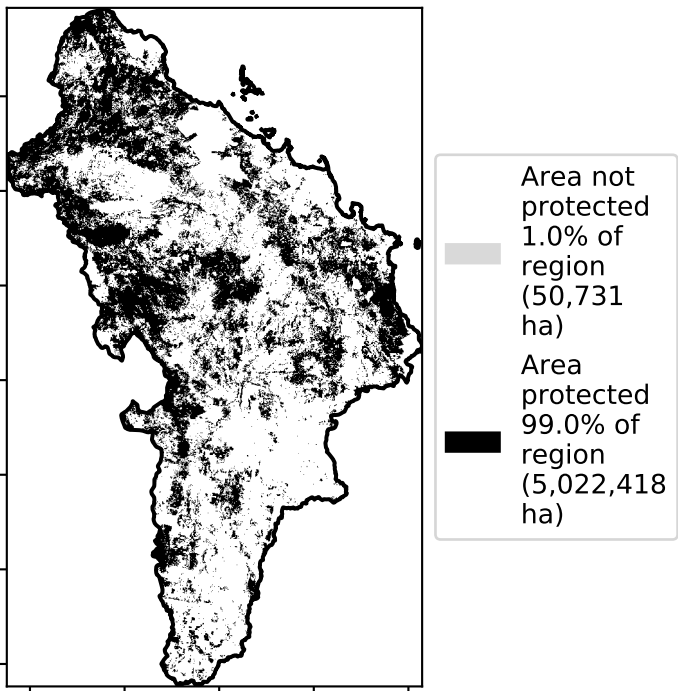 Area not
protected
1.0% of
region
(50,731
ha)
Area
protected
99.0% of
region
(5,022,418
ha)